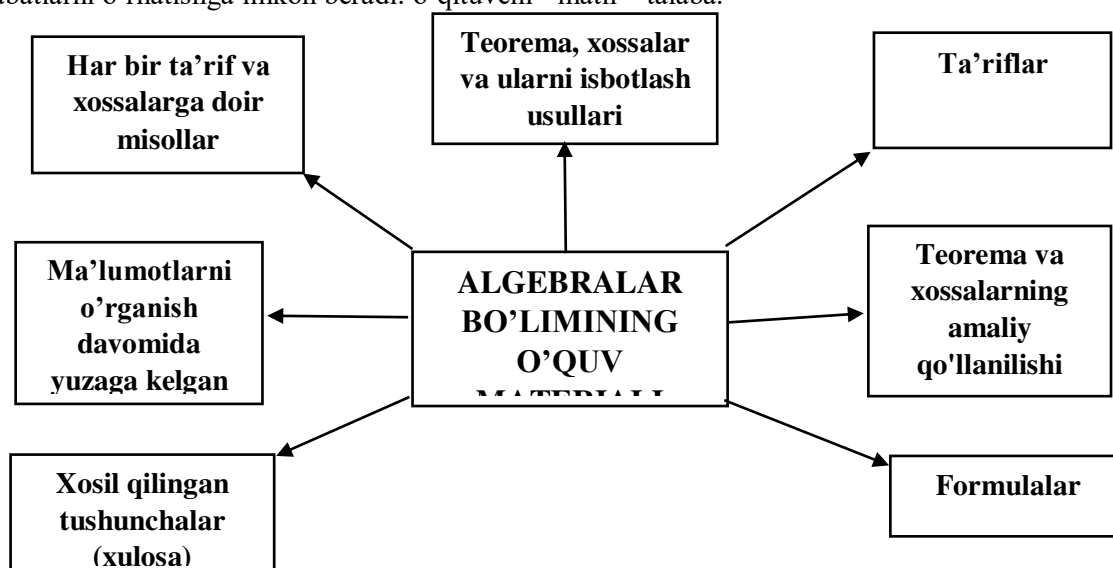 Teorema, xossalar
va ularni isbotlash
usullari
Har bir ta’rif va
xossalarga doir
misollar
Ta’riflar
Ma’lumotlarni
o’rganish
davomida
yuzaga kelgan
ALGEBRALAR
BO’LIMINING
O’QUV
MATERIALI
Teorema va
xossalarning
amaliy
qo'llanilishi
Xosil qilingan
tushunchalar
(xulosa)
Formulalar